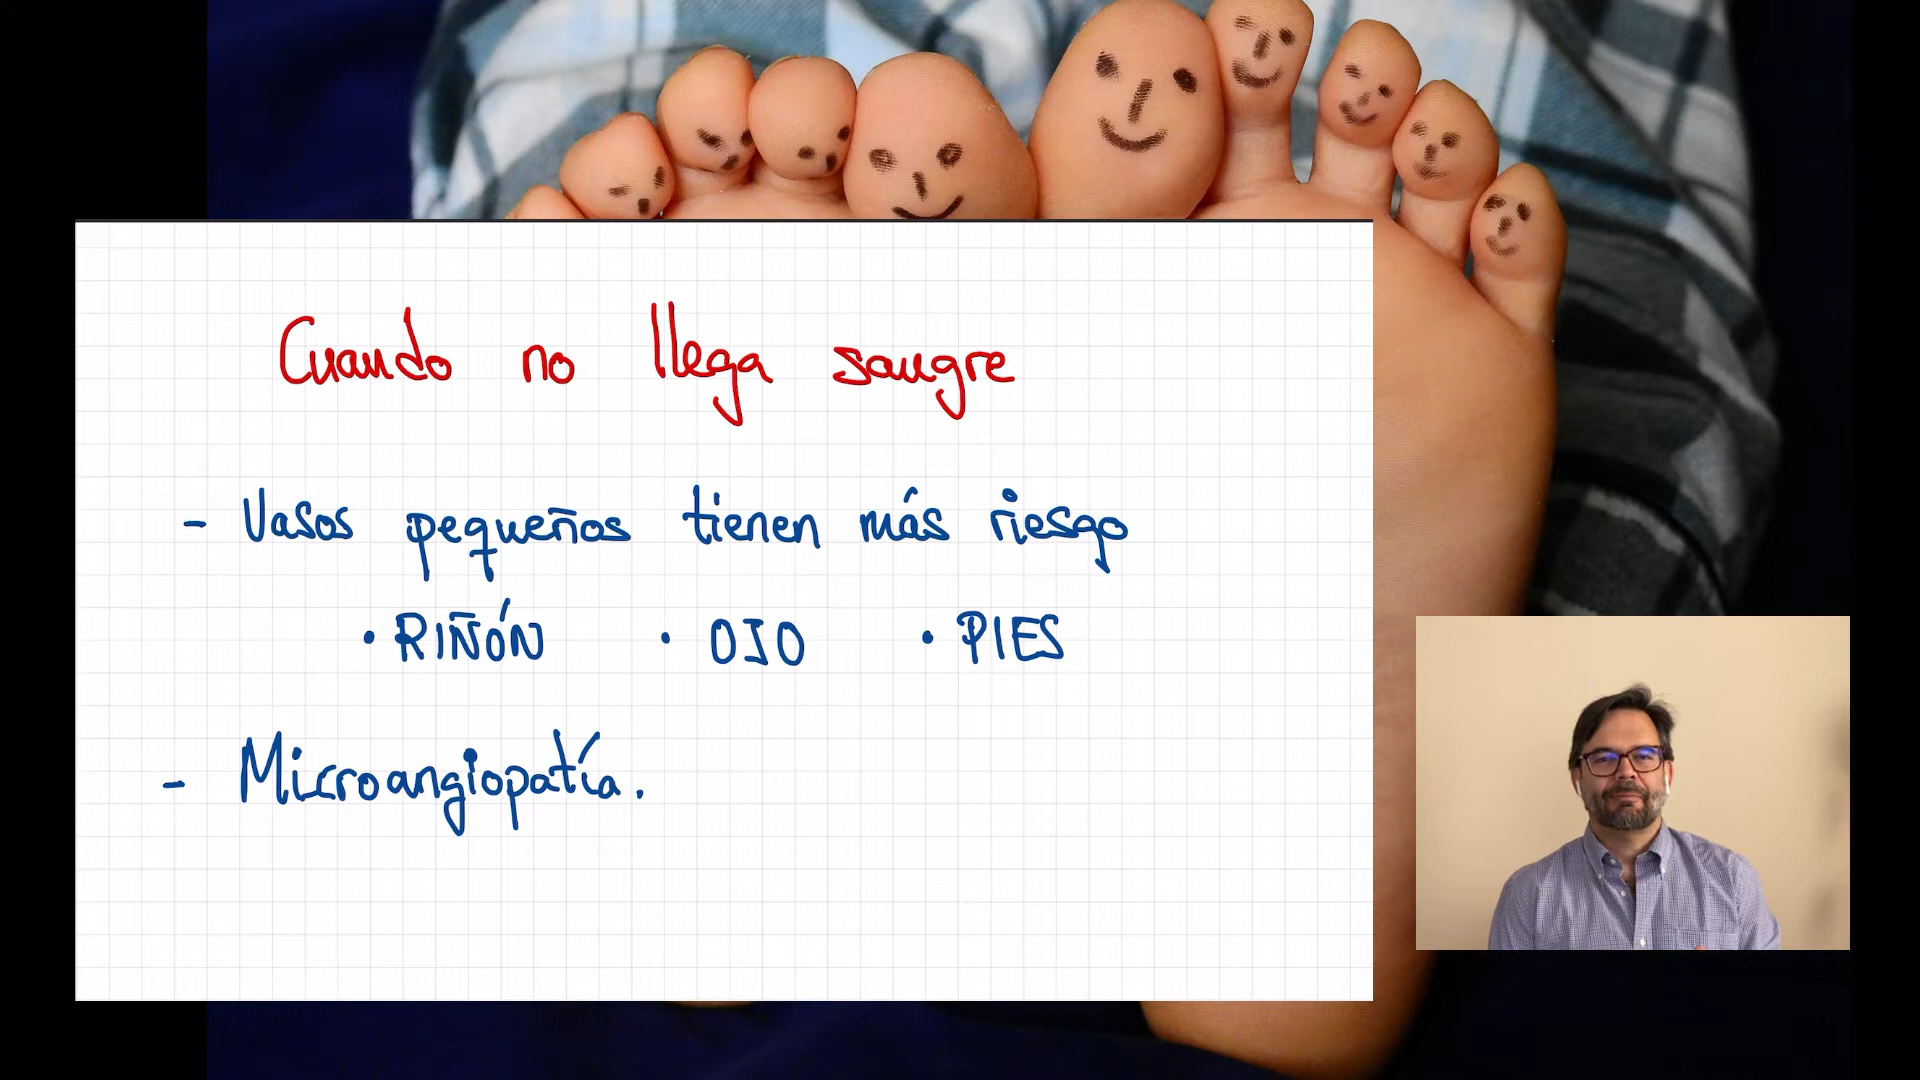 Cuando no llega sangre
- Vasos pequeños tienen más riesgo
• RIÑÓN • OJO • PIES
- Microangiopatía.